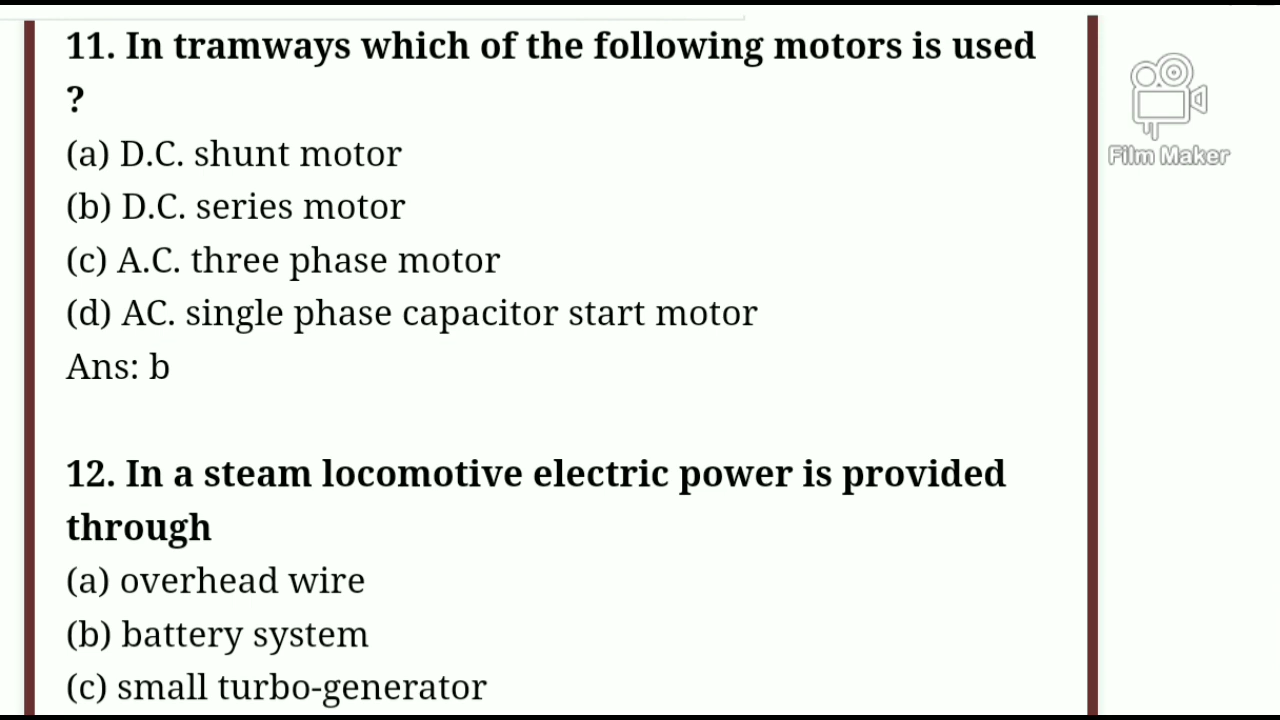 11. In tramways which of the following motors is used
?
(a) D.C. shunt motor
(b) D.C. series motor
(c) A.C. three phase motor
(d) AC. single phase capacitor start motor
Ans: b
12. In a steam locomotive electric power is provided
through
(a) overhead wire
(b) battery system
(c) small turbo-generator
Film Maker